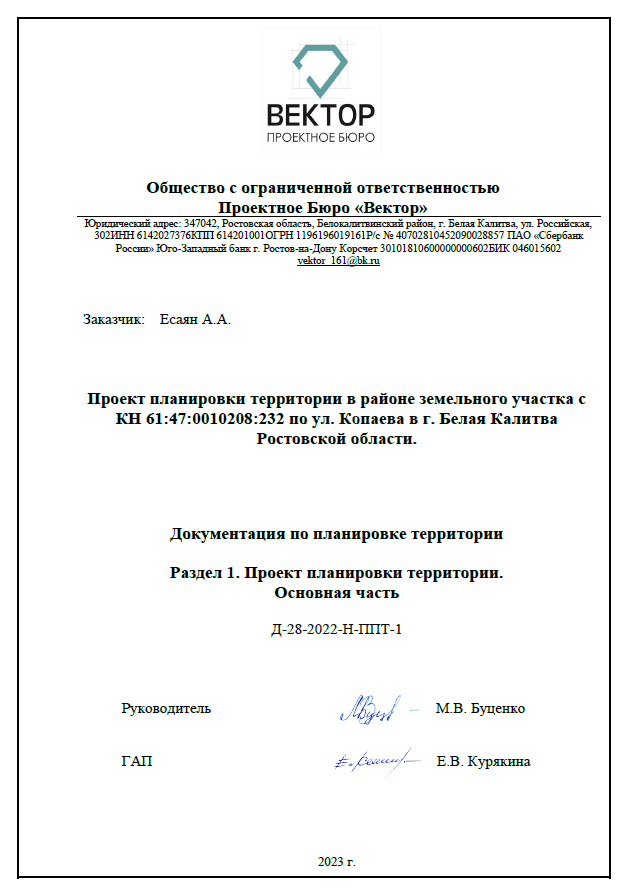 ВЕКТОР
ПРОЕКТНОЕ БЮРО
Общество с ограниченной ответственностью
Проектное Бюро «Вектор»
Юридический адрес: 347042, Ростовская область, Белокалитвинский район, г. Белая Калитва, ул. Российская,
302ИНН 6142027376КПП 614201001ОГРН 1196196019161Р/с № 40702810452090028857 ПАО «Сбербанк
России» Юго-Западный банк г. Ростов-на-Дону Корсчет 30101810600000000602БИК 046015602
vektor_161@bk.ru
Заказчик: Есаян А.А.
Проект планировки территории в районе земельного участка с
КН 61:47:0010208:232 по ул. Копаева в г. Белая Калитва
Ростовской области.
Документация по планировке территории
Раздел 1. Проект планировки территории.
Основная часть
Д-28-2022-Н-ППТ-1
Руководитель М.В. Буценко
ГАП Е.В. Курякина
2023 г.